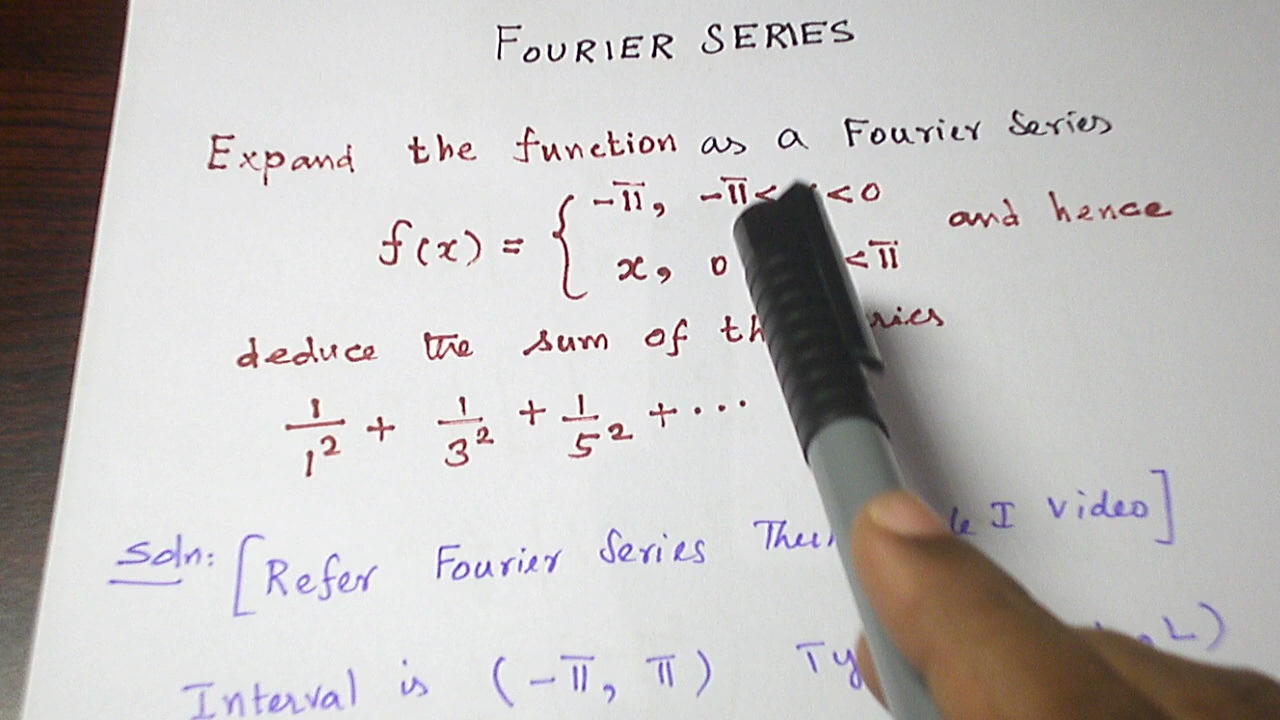 FOURIER SERIES
Expand the function as a Fourier Series
f(x) = { -π, -π< <0 and hence
x, 0 <π
deduce the sum of
1/1² + 1/3² + 1/5² + ...
Soln: [Refer Fourier Series I video]
Interval is (-π, π)